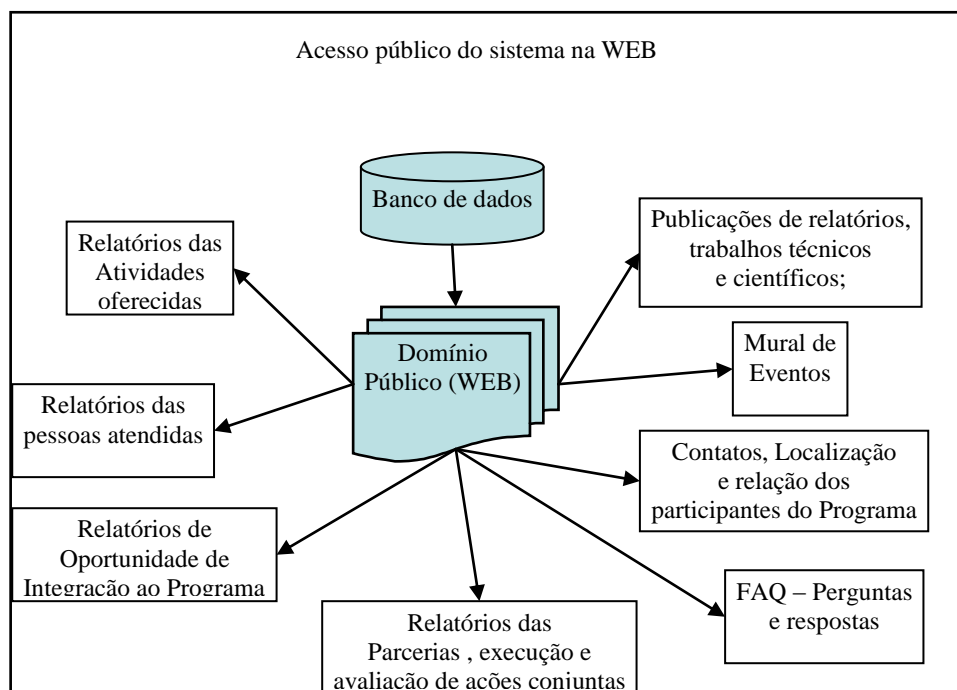 Acesso público do sistema na WEB
Banco de dados
Publicações de relatórios,
trabalhos técnicos
e científicos;
Relatórios das
Atividades
oferecidas
Domínio
Público (WEB)
Mural de
Eventos
Relatórios das
pessoas atendidas
Contatos, Localização
e relação dos
participantes do Programa
Relatórios de
Oportunidade de
Integração ao Programa
FAQ – Perguntas
e respostas
Relatórios das
Parcerias , execução e
avaliação de ações conjuntas